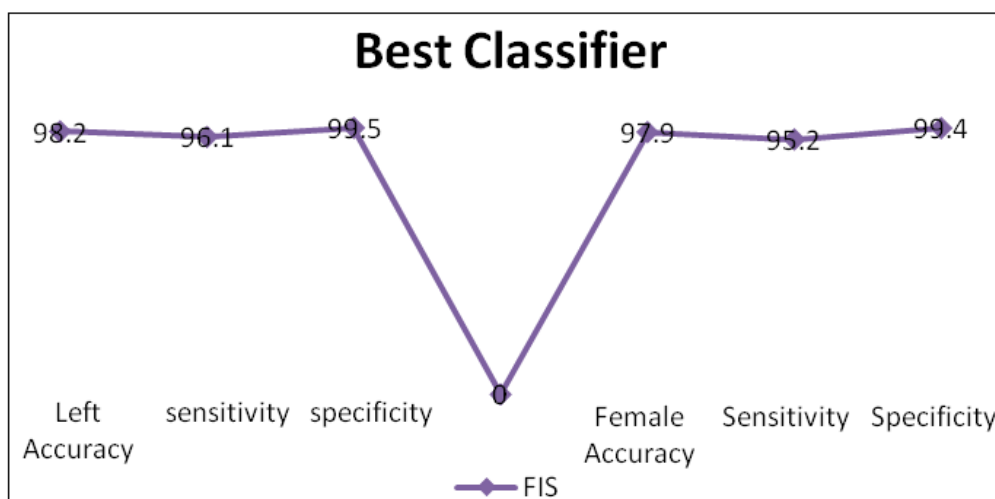 Best Classifier
98.2 96.1 99.5 97.9 95.2 99.4
0
Left Accuracy sensitivity specificity Female Accuracy Sensitivity Specificity
FIS